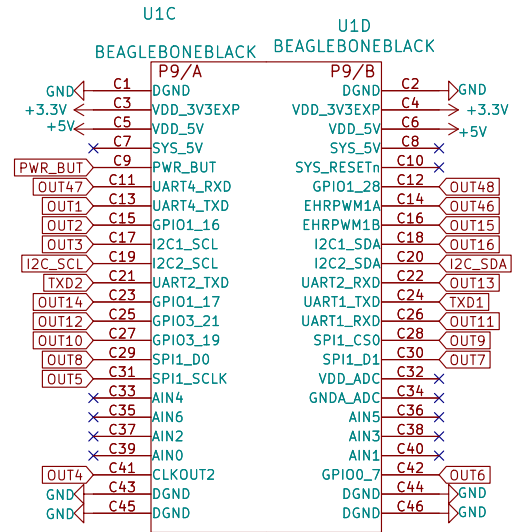 U1C U1D
BEAGLEBONEBLACK BEAGLEBONEBLACK
P9/A P9/B
GND C1 DGND DGND C2 GND
+3.3V C3 VDD_3V3EXP VDD_3V3EXP C4 +3.3V
+5V C5 VDD_5V VDD_5V C6 +5V
C7 SYS_5V SYS_5V C8
PWR_BUT C9 PWR_BUT SYS_RESETn C10
OUT47 C11 UART4_RXD GPIO1_28 C12 OUT48
OUT1 C13 UART4_TXD EHRPWM1A C14 OUT46
OUT2 C15 GPIO1_16 EHRPWM1B C16 OUT15
OUT3 C17 I2C1_SCL I2C1_SDA C18 OUT16
I2C_SCL C19 I2C2_SCL I2C2_SDA C20 I2C_SDA
TXD2 C21 UART2_TXD UART2_RXD C22 OUT13
OUT14 C23 GPIO1_17 UART1_TXD C24 TXD1
OUT12 C25 GPIO3_21 UART1_RXD C26 OUT11
OUT10 C27 GPIO3_19 SPI1_CS0 C28 OUT9
OUT8 C29 SPI1_D0 SPI1_D1 C30 OUT7
OUT5 C31 SPI1_SCLK VDD_ADC C32
C33 AIN4 GNDA_ADC C34
C35 AIN6 AIN5 C36
C37 AIN2 AIN3 C38
C39 AIN0 AIN1 C40
OUT4 C41 CLKOUT2 GPIO0_7 C42 OUT6
GND C43 DGND DGND C44 GND
GND C45 DGND DGND C46 GND